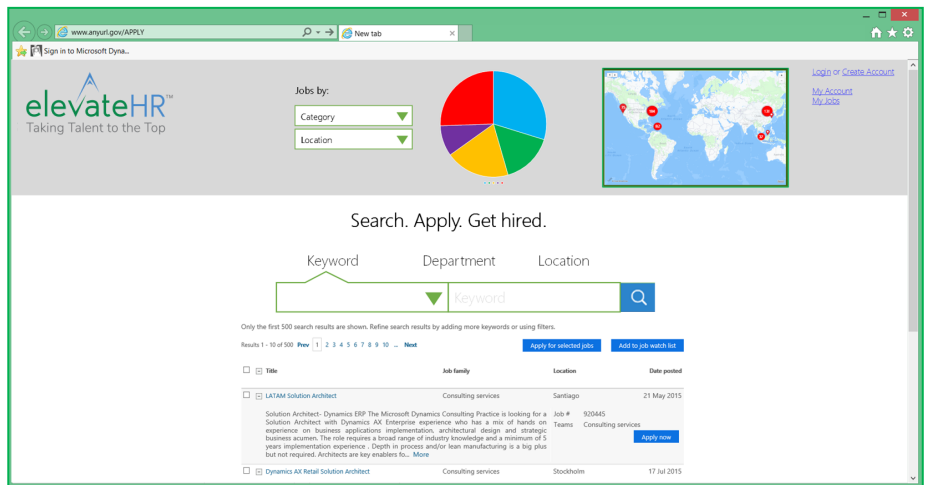 www.anyurl.gov/APPLY
New tab
Sign in to Microsoft Dyna...
elevateHR™
Taking Talent to the Top
Jobs by:
Category
Location
Login or Create Account
My Account
My Jobs
Search. Apply. Get hired.
Keyword Department Location
Keyword
Only the first 500 search results are shown. Refine search results by adding more keywords or using filters.
Results 1 - 10 of 500 Prev 1 2 3 4 5 6 7 8 9 10 ... Next
Apply for selected jobs Add to job watch list
Title Job family Location Date posted
LATAM Solution Architect Consulting services Santiago 21 May 2015
Solution Architect- Dynamics ERP The Microsoft Dynamics Consulting Practice is looking for a Job # 920445
Solution Architect with Dynamics AX Enterprise experience who has a mix of hands on
experience on business applications implementation, architectural design and strategic Teams Consulting services
business acumen. The role requires a broad range of industry knowledge and a minimum of 5
years implementation experience . Depth in process and/or lean manufacturing is a big plus Apply now
but not required. Architects are key enablers fo... More
Dynamics AX Retail Solution Architect Consulting services Stockholm 17 Jul 2015